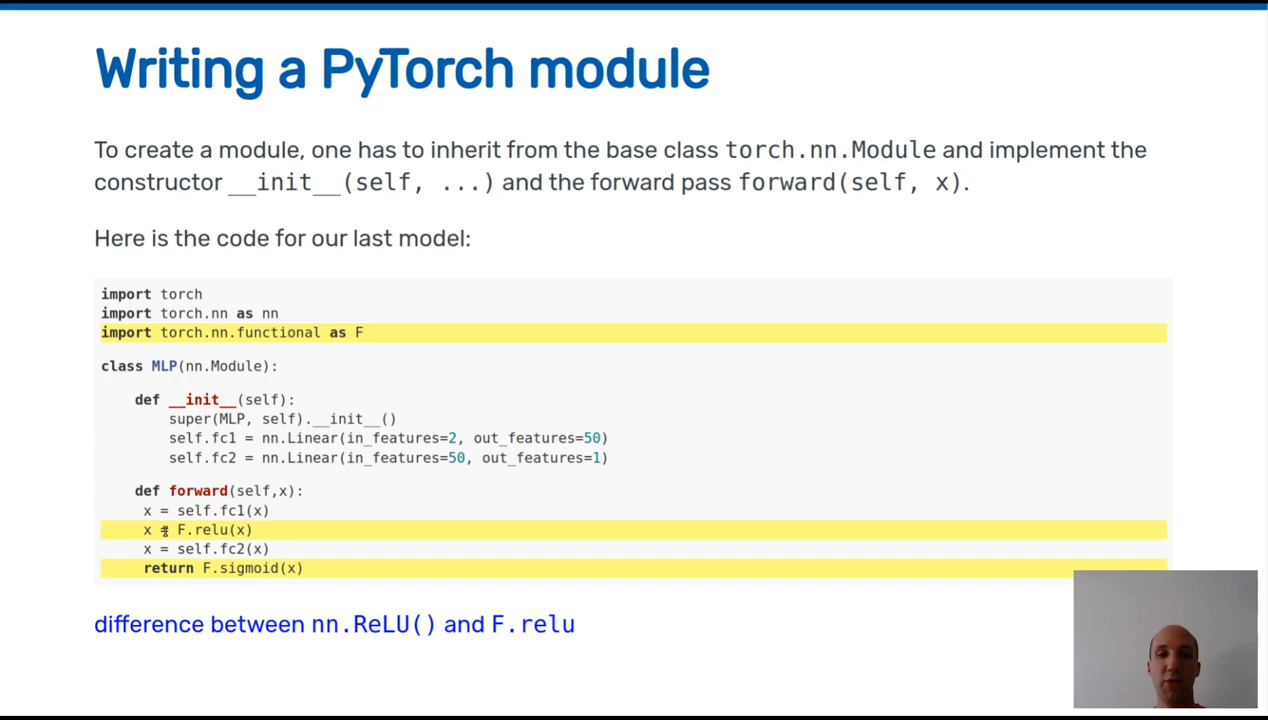 Writing a PyTorch module
To create a module, one has to inherit from the base class torch.nn.Module and implement the
constructor __init__(self, ...) and the forward pass forward(self, x).
Here is the code for our last model:
import torch
import torch.nn as nn
import torch.nn.functional as F
class MLP(nn.Module):
def __init__(self):
super(MLP, self).__init__()
self.fc1 = nn.Linear(in_features=2, out_features=50)
self.fc2 = nn.Linear(in_features=50, out_features=1)
def forward(self,x):
x = self.fc1(x)
x = F.relu(x)
x = self.fc2(x)
return F.sigmoid(x)
difference between nn.ReLU() and F.relu